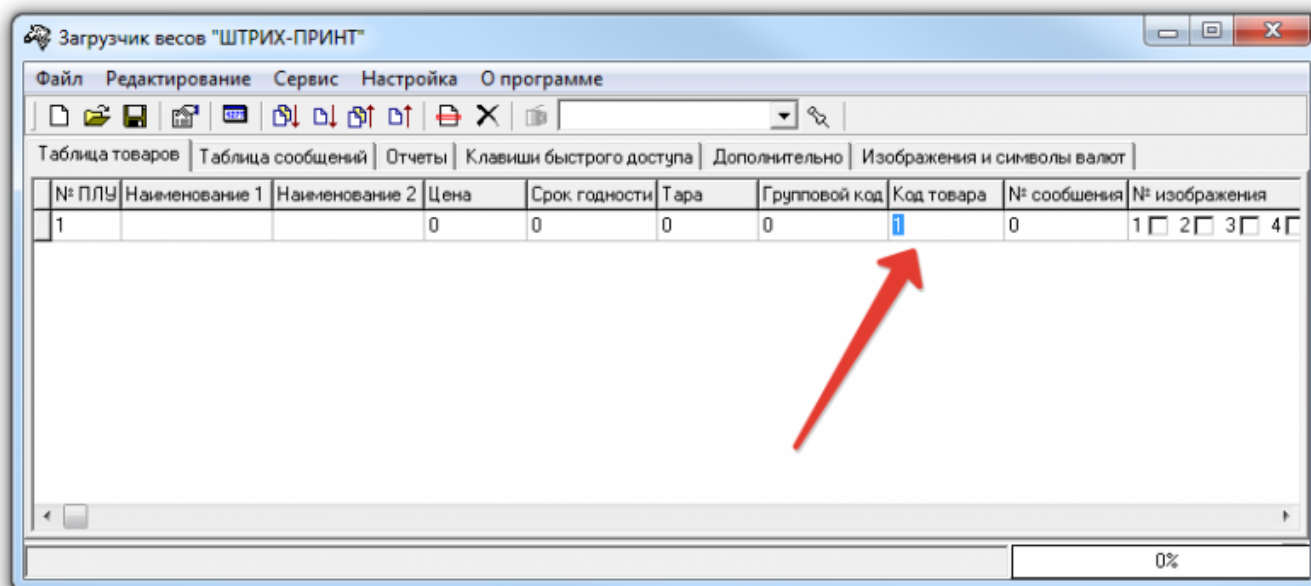 Загрузчик весов "ШТРИХ-ПРИНТ"
Файл Редактирование Сервис Настройка О программе
Таблица товаров Таблица сообщений Отчеты Клавиши быстрого доступа Дополнительно Изображения и символы валют
№ ПЛУ Наименование 1 Наименование 2 Цена Срок годности Тара Групповой код Код товара № сообшения № изображения
1 0 0 0 0 1 0 1 2 3 4
0%